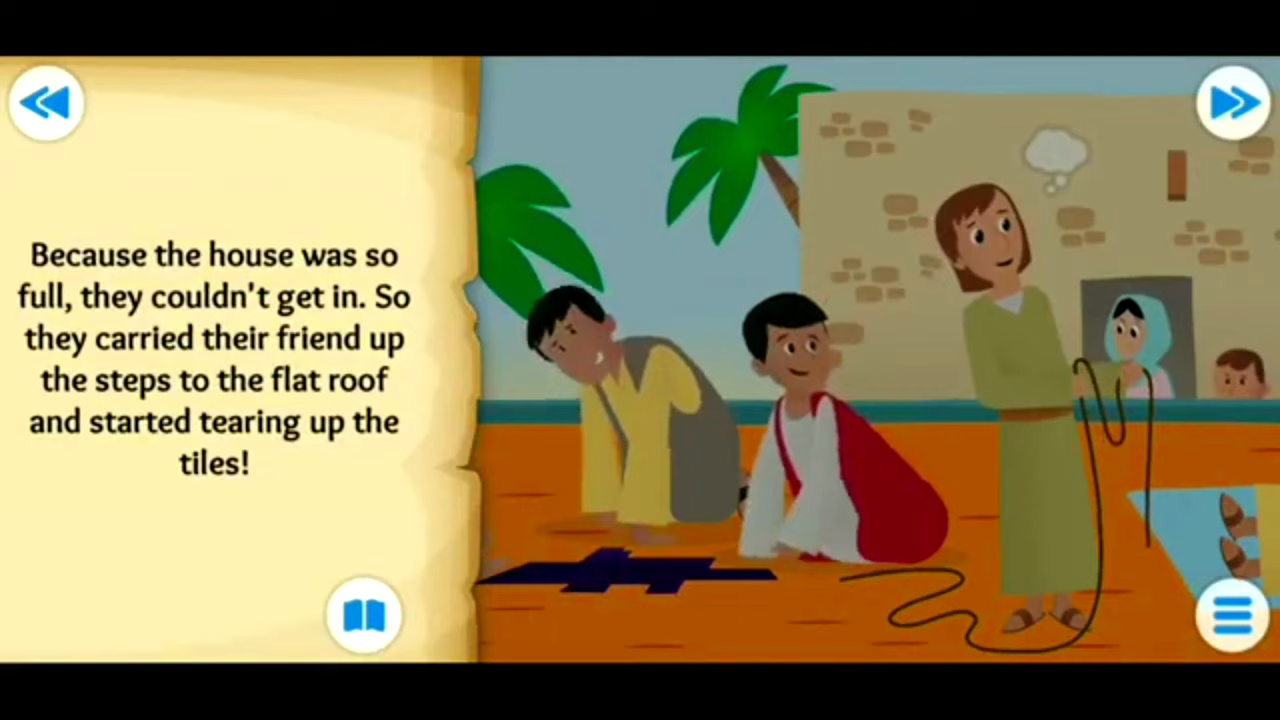 Because the house was so
full, they couldn't get in. So
they carried their friend up
the steps to the flat roof
and started tearing up the
tiles!